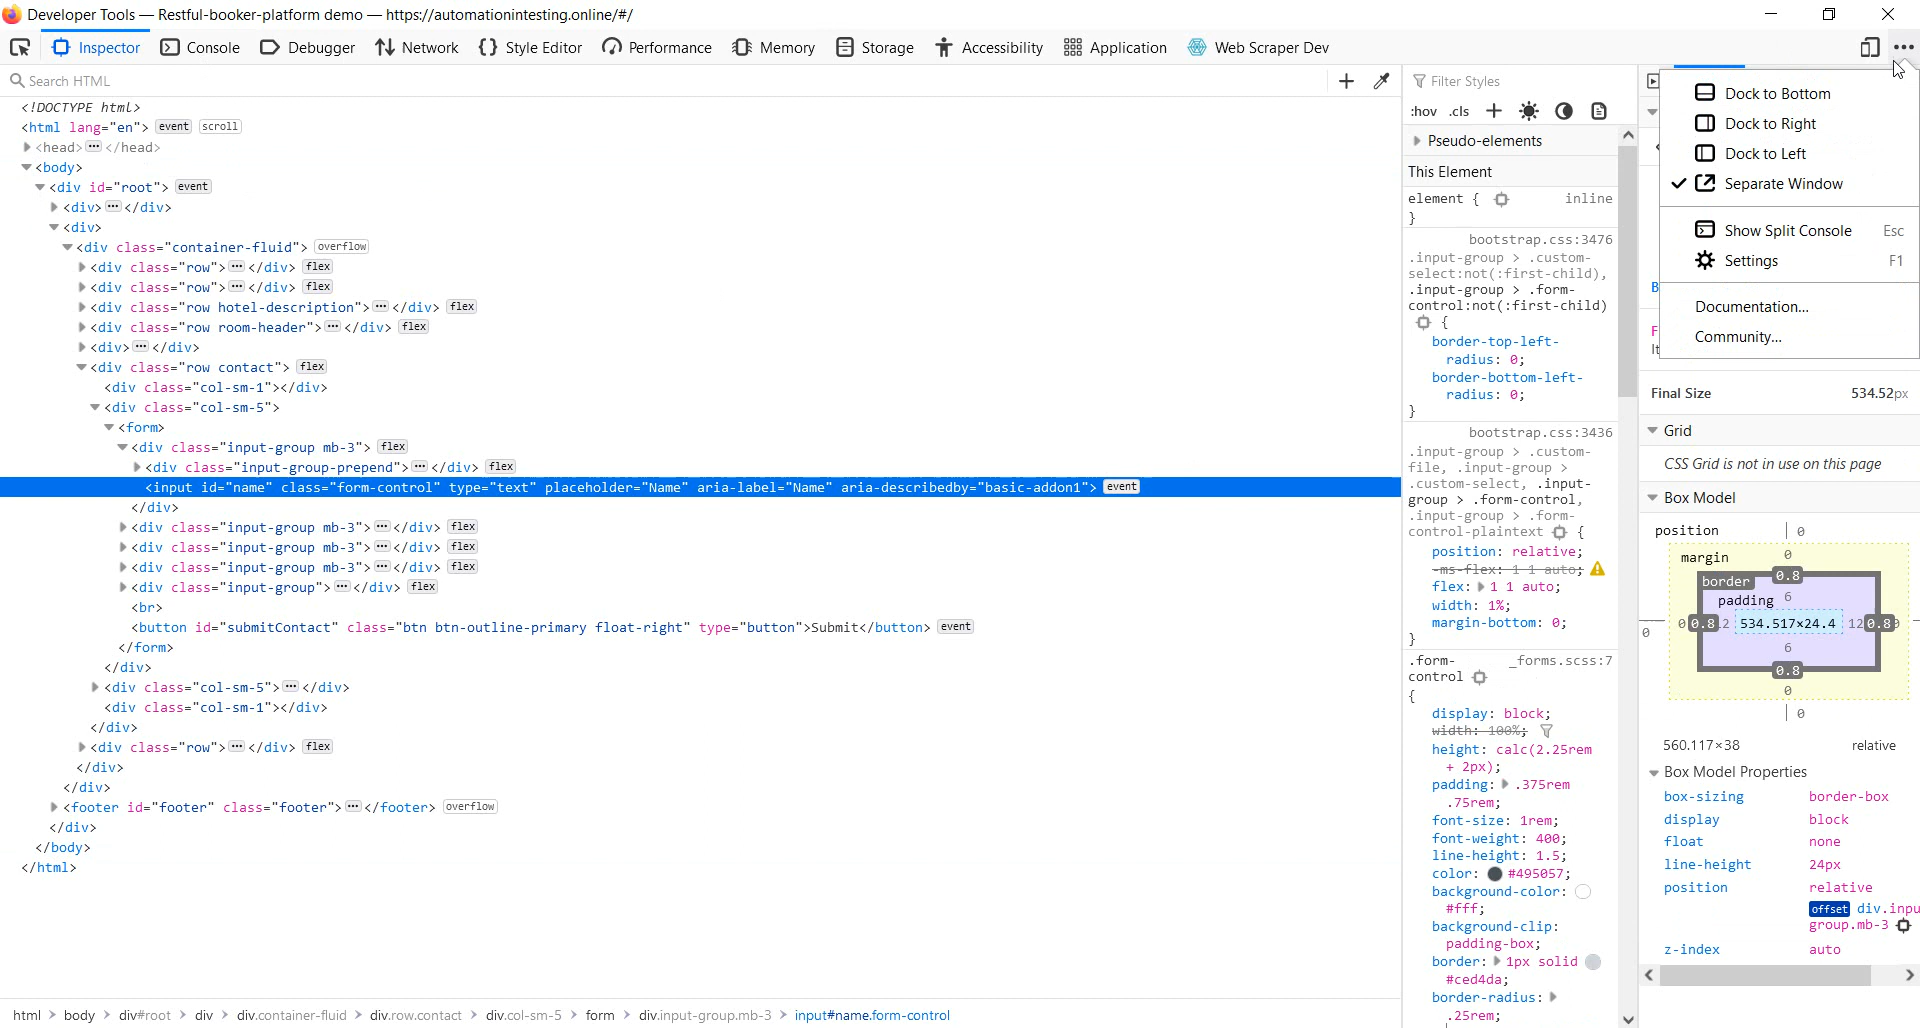 Developer Tools — Restful-booker-platform demo — https://automationintesting.online/#/
Inspector Console Debugger Network Style Editor Performance Memory Storage Accessibility Application Web Scraper Dev
Search HTML
<!DOCTYPE html>
<html lang="en"> event scroll
<head> ··· </head>
<body>
<div id="root"> event
<div> ··· </div>
<div>
<div class="container-fluid"> overflow
<div class="row"> ··· </div> flex
<div class="row"> ··· </div> flex
<div class="row hotel-description"> ··· </div> flex
<div class="row room-header"> ··· </div> flex
<div> ··· </div>
<div class="row contact"> flex
<div class="col-sm-1"></div>
<div class="col-sm-5">
<form>
<div class="input-group mb-3"> flex
<div class="input-group-prepend"> ··· </div> flex
<input id="name" class="form-control" type="text" placeholder="Name" aria-label="Name" aria-describedby="basic-addon1"> event
</div>
<div class="input-group mb-3"> ··· </div> flex
<div class="input-group mb-3"> ··· </div> flex
<div class="input-group mb-3"> ··· </div> flex
<div class="input-group"> ··· </div> flex
<br>
<button id="submitContact" class="btn btn-outline-primary float-right" type="button">Submit</button> event
</form>
</div>
<div class="col-sm-5"> ··· </div>
<div class="col-sm-1"></div>
</div>
<div class="row"> ··· </div> flex
</div>
</div>
<footer id="footer" class="footer"> ··· </footer> overflow
</div>
</body>
</html>
html > body > div#root > div > div.container-fluid > div.row.contact > div.col-sm-5 > form > div.input-group.mb-3 > input#name.form-control
Filter Styles
:hov .cls
Pseudo-elements
This Element
element { inline
}
bootstrap.css:3476
.input-group > .custom-
select:not(:first-child),
.input-group > .form-
control:not(:first-child)
{
border-top-left-
radius: 0;
border-bottom-left-
radius: 0;
}
bootstrap.css:3436
.input-group > .custom-
file, .input-group >
.custom-select, .input-
group > .form-control,
.input-group > .form-
control-plaintext {
position: relative;
-ms-flex: 1 1 auto;
flex: 1 1 auto;
width: 1%;
margin-bottom: 0;
}
.form- _forms.scss:7
control
{
display: block;
width: 100%;
height: calc(2.25rem
+ 2px);
padding: .375rem
.75rem;
font-size: 1rem;
font-weight: 400;
line-height: 1.5;
color: #495057;
background-color:
#fff;
background-clip:
padding-box;
border: 1px solid
#ced4da;
border-radius:
.25rem;
Dock to Bottom
Dock to Right
Dock to Left
Separate Window
Show Split Console Esc
Settings F1
Documentation...
Community...
B
F
It
Final Size 534.52px
Grid
CSS Grid is not in use on this page
Box Model
position 0
margin 0
border 0.8
padding 6
0 0 0.8 2 534.517×24.4 12 0.8
6
0.8
0
0
560.117×38 relative
Box Model Properties
box-sizing border-box
display block
float none
line-height 24px
position relative
offset div.inpu
group.mb-3
z-index auto